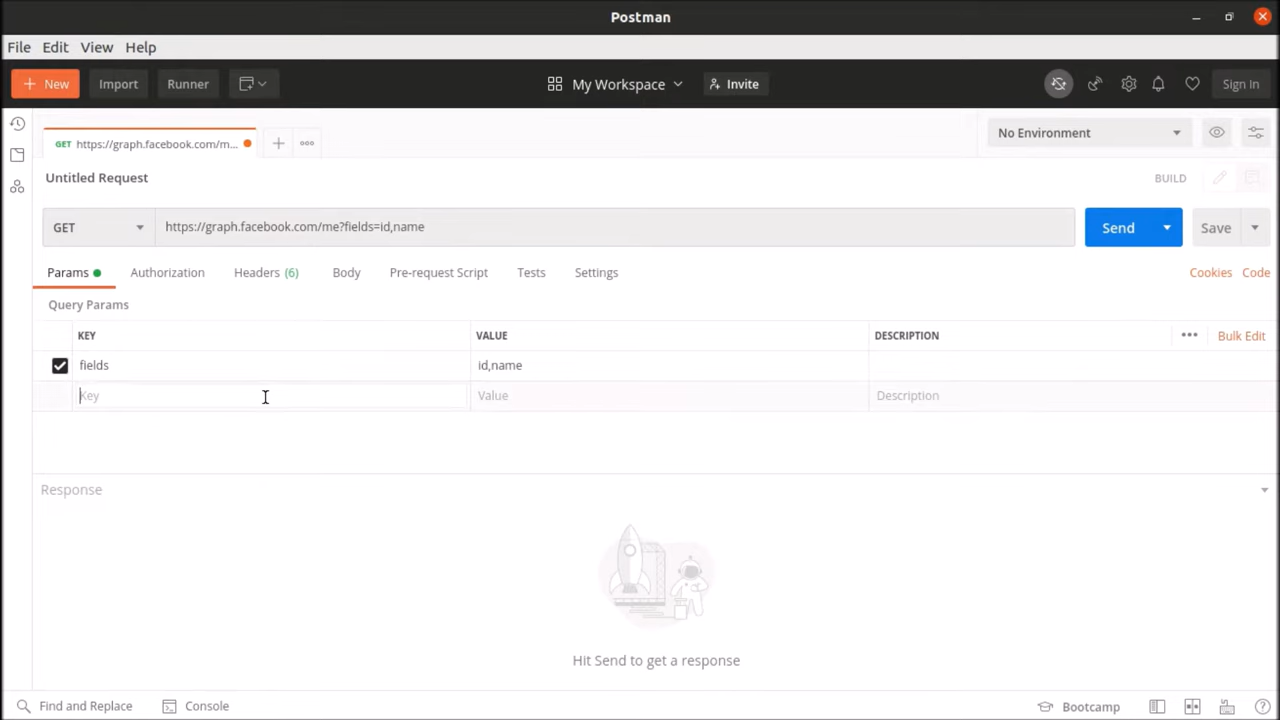 Postman
File Edit View Help
New Import Runner My Workspace Invite Sign In
GET https://graph.facebook.com/m... No Environment
Untitled Request BUILD
GET https://graph.facebook.com/me?fields=id,name Send Save
Params Authorization Headers (6) Body Pre-request Script Tests Settings Cookies Code
Query Params
KEY VALUE DESCRIPTION Bulk Edit
fields id,name
Key Value Description
Response
Hit Send to get a response
Find and Replace Console Bootcamp